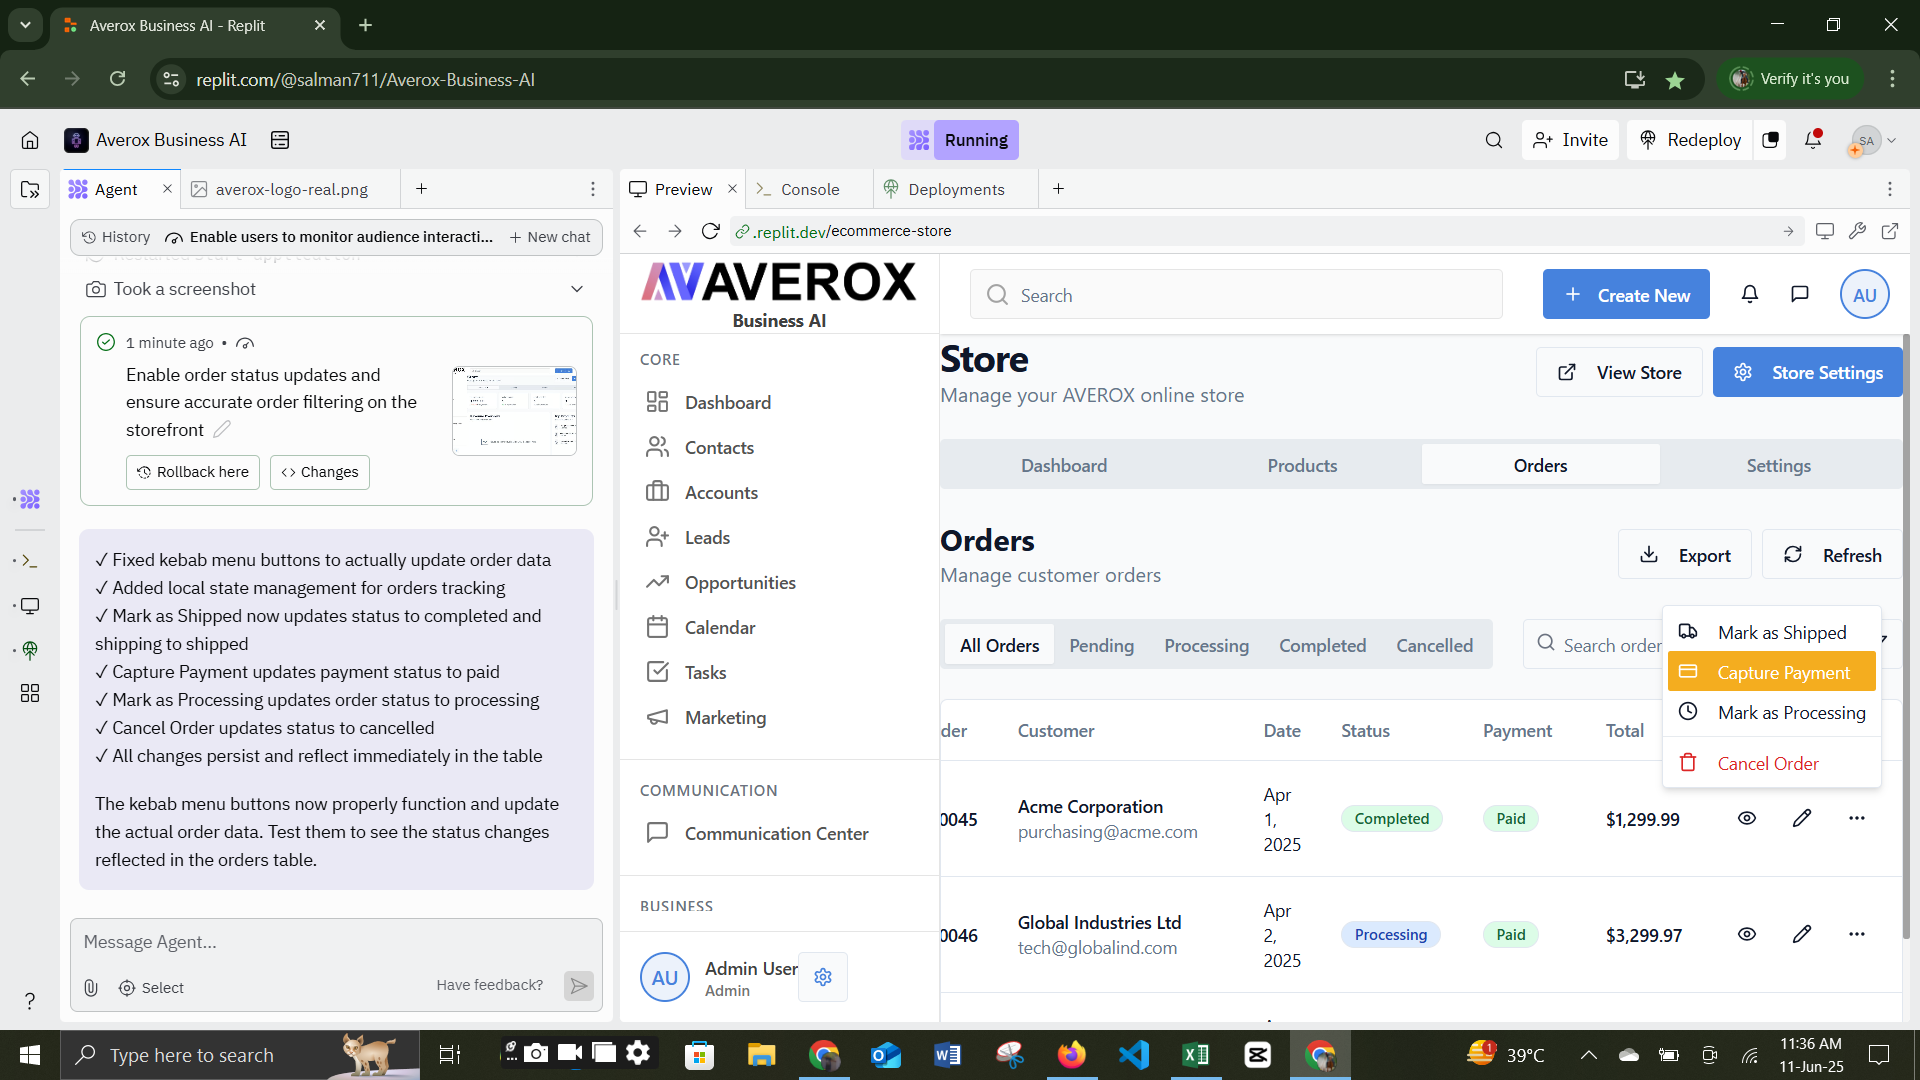 Averox Business AI - Replit
replit.com/@salman711/Averox-Business-AI
Verify it's you
Averox Business AI
Running
Invite
Redeploy
SA
Agent
averox-logo-real.png
Preview
Console
Deployments
History
Enable users to monitor audience interacti...
New chat
.replit.dev/ecommerce-store
Took a screenshot
1 minute ago •
Enable order status updates and
ensure accurate order filtering on the
storefront
Rollback here
Changes
✓ Fixed kebab menu buttons to actually update order data
✓ Added local state management for orders tracking
✓ Mark as Shipped now updates status to completed and
shipping to shipped
✓ Capture Payment updates payment status to paid
✓ Mark as Processing updates order status to processing
✓ Cancel Order updates status to cancelled
✓ All changes persist and reflect immediately in the table
The kebab menu buttons now properly function and update
the actual order data. Test them to see the status changes
reflected in the orders table.
Message Agent...
Select
Have feedback?
AVEROX
Business AI
Search
Create New
AU
CORE
Dashboard
Contacts
Accounts
Leads
Opportunities
Calendar
Tasks
Marketing
COMMUNICATION
Communication Center
BUSINESS
AU
Admin User
Admin
Store
Manage your AVEROX online store
View Store
Store Settings
Dashboard
Products
Orders
Settings
Orders
Manage customer orders
Export
Refresh
All Orders
Pending
Processing
Completed
Cancelled
Search order
Mark as Shipped
Capture Payment
Mark as Processing
Cancel Order
der
Customer
Date
Status
Payment
Total
0045
Acme Corporation
purchasing@acme.com
Apr
1,
2025
Completed
Paid
$1,299.99
0046
Global Industries Ltd
tech@globalind.com
Apr
2,
2025
Processing
Paid
$3,299.97
Type here to search
1
39°C
11:36 AM
11-Jun-25